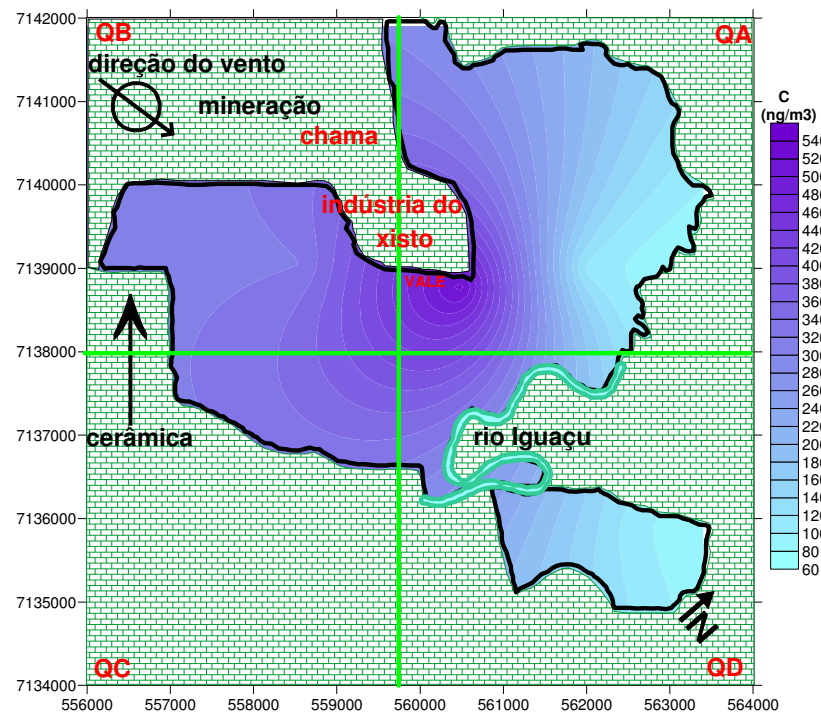 7142000
7141000
7140000
7139000
7138000
7137000
7136000
7135000
7134000
QB
QA
direção do vento
mineração
chama
indústria do
xisto
VALE
cerâmica
rio Iguaçu
QC
QD
N
556000 557000 558000 559000 560000 561000 562000 563000 564000
C
(ng/m3)
540
520
500
480
460
440
420
400
380
360
340
320
300
280
260
240
220
200
180
160
140
120
100
80
60